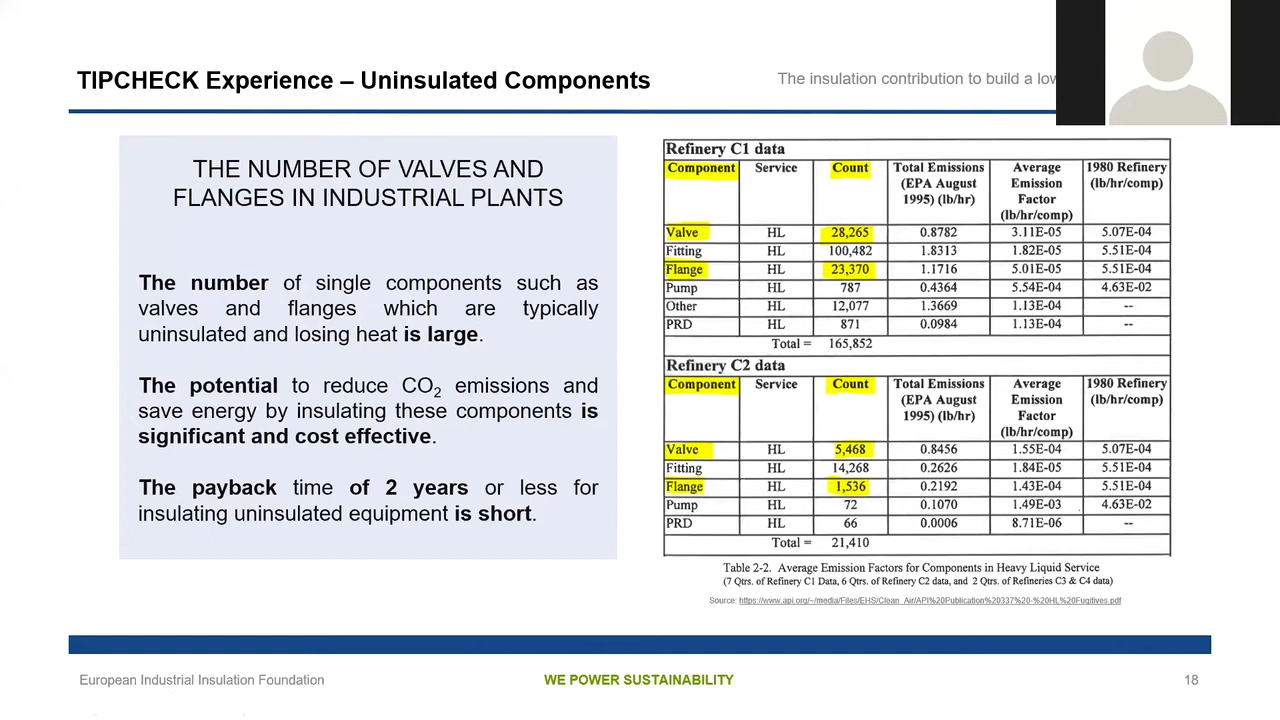 TIPCHECK Experience – Uninsulated Components
The insulation contribution to build a low
THE NUMBER OF VALVES AND
FLANGES IN INDUSTRIAL PLANTS
The number of single components such as
valves and flanges which are typically
uninsulated and losing heat is large.
The potential to reduce CO2 emissions and
save energy by insulating these components is
significant and cost effective.
The payback time of 2 years or less for
insulating uninsulated equipment is short.
Refinery C1 data
Component Service Count Total Emissions Average 1980 Refinery
(EPA August Emission (lb/hr/comp)
1995) (lb/hr) Factor
(lb/hr/comp)
Valve HL 28,265 0.8782 3.11E-05 5.07E-04
Fitting HL 100,482 1.8313 1.82E-05 5.51E-04
Flange HL 23,370 1.1716 5.01E-05 5.51E-04
Pump HL 787 0.4364 5.54E-04 4.63E-02
Other HL 12,077 1.3669 1.13E-04 --
PRD HL 871 0.0984 1.13E-04 --
Total = 165,852
Refinery C2 data
Component Service Count Total Emissions Average 1980 Refinery
(EPA August Emission (lb/hr/comp)
1995) (lb/hr) Factor
(lb/hr/comp)
Valve HL 5,468 0.8456 1.55E-04 5.07E-04
Fitting HL 14,268 0.2626 1.84E-05 5.51E-04
Flange HL 1,536 0.2192 1.43E-04 5.51E-04
Pump HL 72 0.1070 1.49E-03 4.63E-02
PRD HL 66 0.0006 8.71E-06 --
Total = 21,410
Table 2-2. Average Emission Factors for Components in Heavy Liquid Service
(7 Qtrs. of Refinery C1 Data, 6 Qtrs. of Refinery C2 data, and 2 Qtrs. of Refineries C3 & C4 data)
Source: https://www.api.org/~/media/Files/EHS/Clean_Air/API%20Publication%20337%20-%20HL%20Fugitives.pdf
European Industrial Insulation Foundation
WE POWER SUSTAINABILITY
18